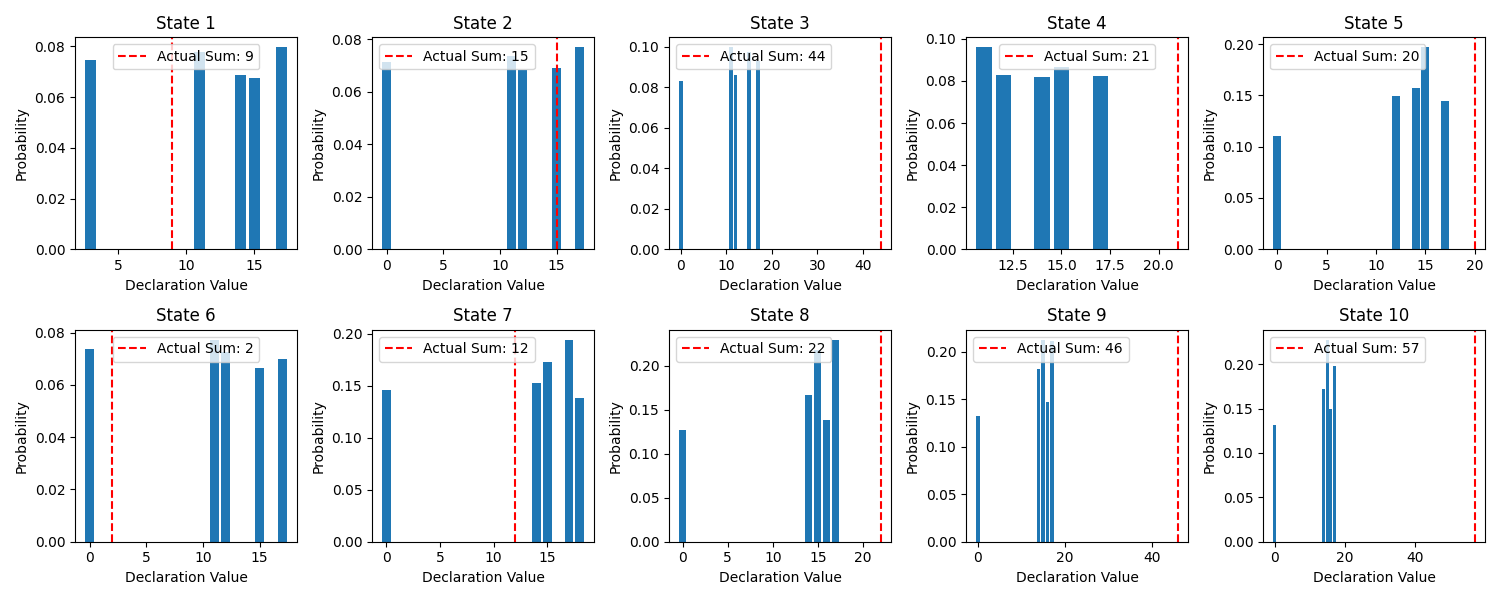 State 1
Actual Sum: 9
0.08
0.06
0.04
0.02
0.00
Probability
5
10
15
Declaration Value
State 2
Actual Sum: 15
0.08
0.06
0.04
0.02
0.00
Probability
0
5
10
15
Declaration Value
State 3
Actual Sum: 44
0.10
0.08
0.06
0.04
0.02
0.00
Probability
0
10
20
30
40
Declaration Value
State 4
Actual Sum: 21
0.10
0.08
0.06
0.04
0.02
0.00
Probability
12.5
15.0
17.5
20.0
Declaration Value
State 5
Actual Sum: 20
0.20
0.15
0.10
0.05
0.00
Probability
0
5
10
15
20
Declaration Value
State 6
Actual Sum: 2
0.08
0.06
0.04
0.02
0.00
Probability
0
5
10
15
Declaration Value
State 7
Actual Sum: 12
0.20
0.15
0.10
0.05
0.00
Probability
0
5
10
15
Declaration Value
State 8
Actual Sum: 22
0.20
0.15
0.10
0.05
0.00
Probability
0
5
10
15
20
Declaration Value
State 9
Actual Sum: 46
0.20
0.15
0.10
0.05
0.00
Probability
0
20
40
Declaration Value
State 10
Actual Sum: 57
0.20
0.15
0.10
0.05
0.00
Probability
0
20
40
Declaration Value